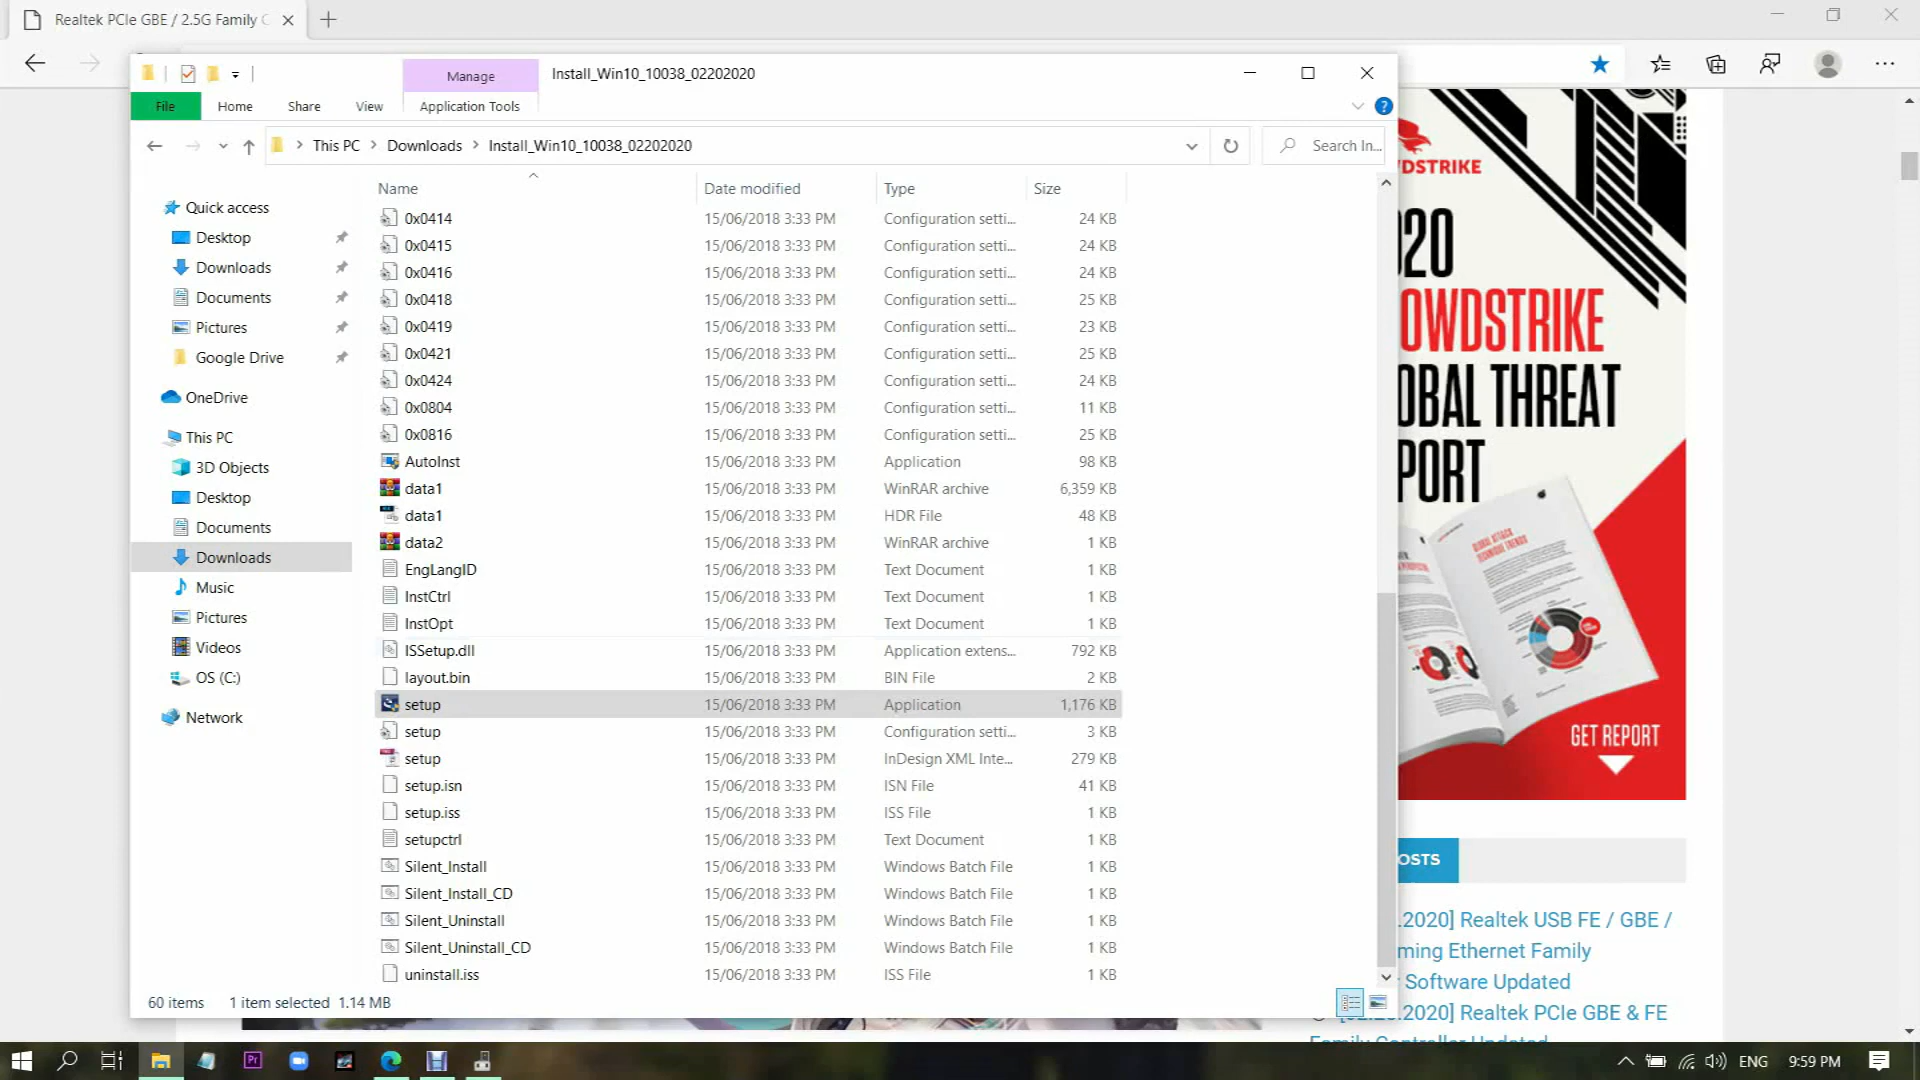 Realtek PCIe GBE / 2.5G Family C
Manage
Install_Win10_10038_02202020
File
Home
Share
View
Application Tools
This PC
Downloads
Install_Win10_10038_02202020
Search In...
Name
Date modified
Type
Size
Quick access
Desktop
Downloads
Documents
Pictures
Google Drive
OneDrive
This PC
3D Objects
Desktop
Documents
Downloads
Music
Pictures
Videos
OS (C:)
Network
0x0414 15/06/2018 3:33 PM Configuration setti... 24 KB
0x0415 15/06/2018 3:33 PM Configuration setti... 24 KB
0x0416 15/06/2018 3:33 PM Configuration setti... 24 KB
0x0418 15/06/2018 3:33 PM Configuration setti... 25 KB
0x0419 15/06/2018 3:33 PM Configuration setti... 23 KB
0x0421 15/06/2018 3:33 PM Configuration setti... 25 KB
0x0424 15/06/2018 3:33 PM Configuration setti... 24 KB
0x0804 15/06/2018 3:33 PM Configuration setti... 11 KB
0x0816 15/06/2018 3:33 PM Configuration setti... 25 KB
AutoInst 15/06/2018 3:33 PM Application 98 KB
data1 15/06/2018 3:33 PM WinRAR archive 6,359 KB
data1 15/06/2018 3:33 PM HDR File 48 KB
data2 15/06/2018 3:33 PM WinRAR archive 1 KB
EngLangID 15/06/2018 3:33 PM Text Document 1 KB
InstCtrl 15/06/2018 3:33 PM Text Document 1 KB
InstOpt 15/06/2018 3:33 PM Text Document 1 KB
ISSetup.dll 15/06/2018 3:33 PM Application extens... 792 KB
layout.bin 15/06/2018 3:33 PM BIN File 2 KB
setup 15/06/2018 3:33 PM Application 1,176 KB
setup 15/06/2018 3:33 PM Configuration setti... 3 KB
setup 15/06/2018 3:33 PM InDesign XML Inte... 279 KB
setup.isn 15/06/2018 3:33 PM ISN File 41 KB
setup.iss 15/06/2018 3:33 PM ISS File 1 KB
setupctrl 15/06/2018 3:33 PM Text Document 1 KB
Silent_Install 15/06/2018 3:33 PM Windows Batch File 1 KB
Silent_Install_CD 15/06/2018 3:33 PM Windows Batch File 1 KB
Silent_Uninstall 15/06/2018 3:33 PM Windows Batch File 1 KB
Silent_Uninstall_CD 15/06/2018 3:33 PM Windows Batch File 1 KB
uninstall.iss 15/06/2018 3:33 PM ISS File 1 KB
60 items 1 item selected 1.14 MB
DSTRIKE
20
OWDSTRIKE
OBAL THREAT
PORT
GET REPORT
OSTS
.2020] Realtek USB FE / GBE /
ming Ethernet Family
Software Updated
Realtek PCIe GBE & FE
Family Controller Updated
Pr
ENG
9:59 PM